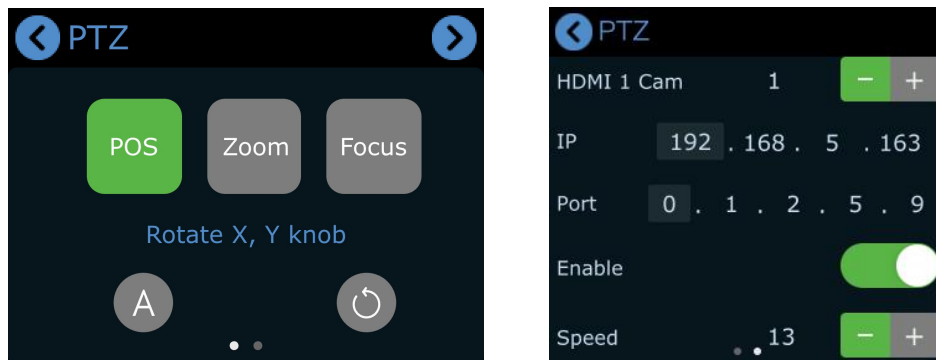 PTZ
POS Zoom Focus
Rotate X, Y knob
A
PTZ
HDMI 1 Cam 1 − +
IP 192 . 168 . 5 . 163
Port 0 . 1 . 2 . 5 . 9
Enable
Speed 13 − +